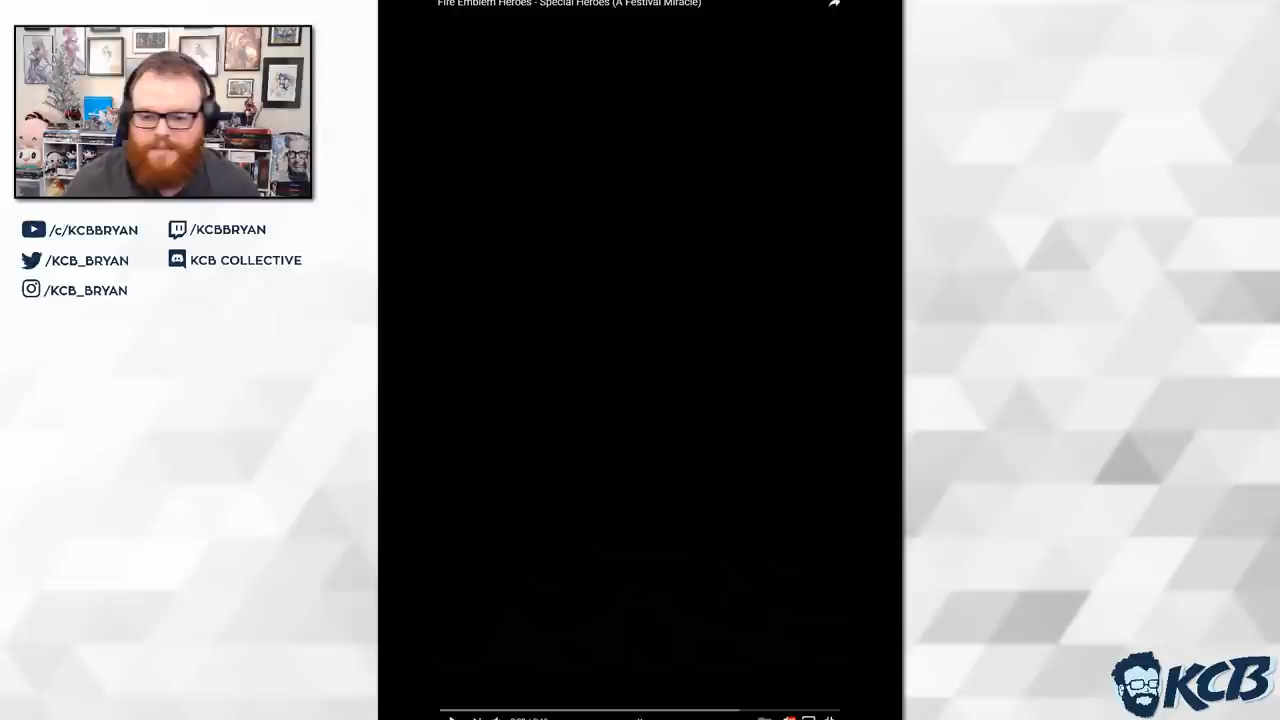 Fire Emblem Heroes - Special Heroes (A Festival Miracle)
/c/KCBBRYAN
/KCBBRYAN
/KCB_BRYAN
KCB COLLECTIVE
/KCB_BRYAN
KCB